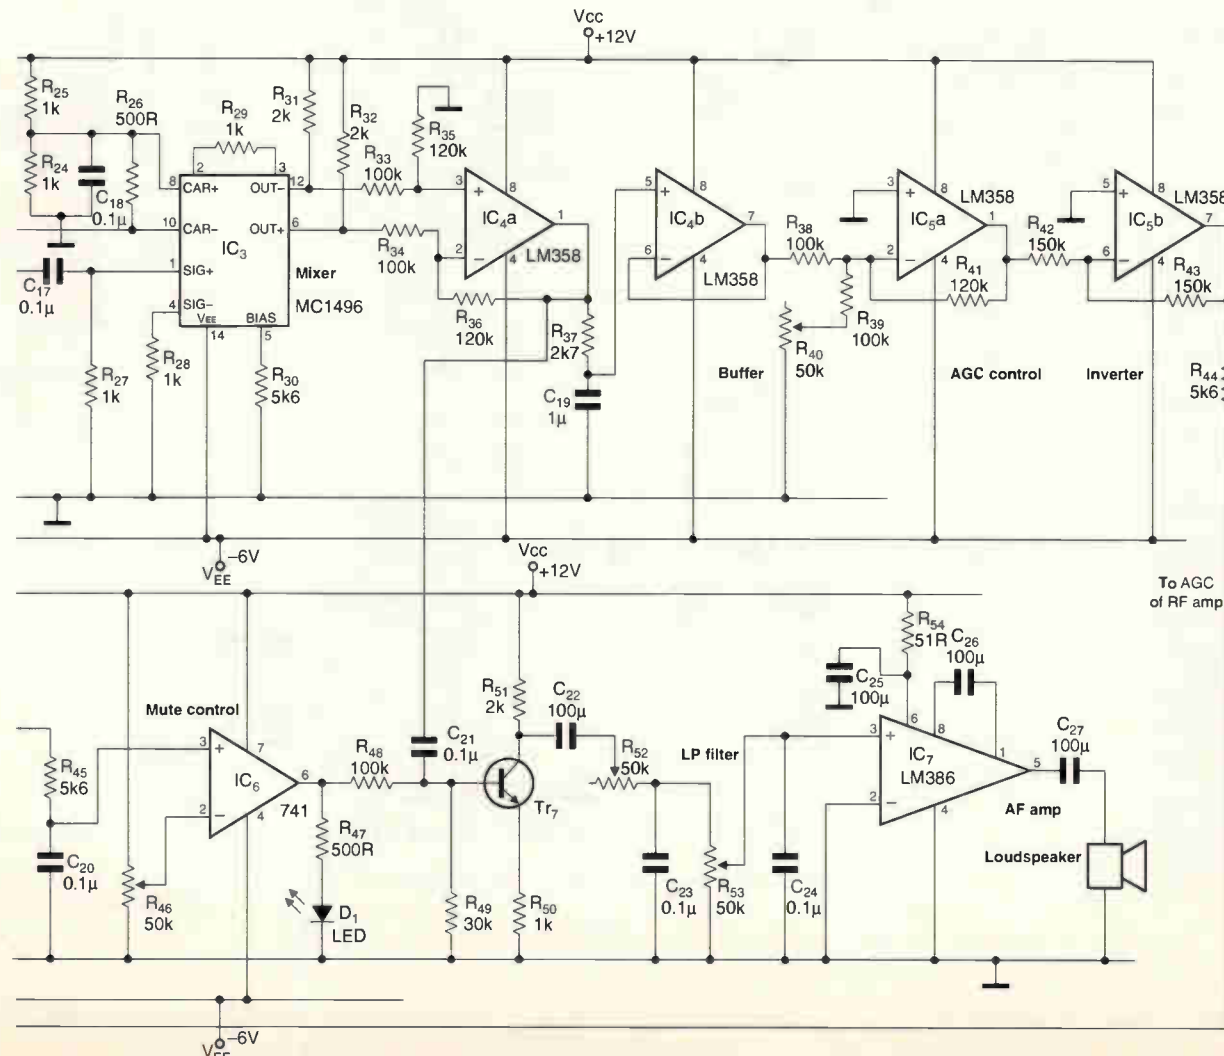 Vcc
+12V
R25
1k
R26
500R
R29
1k
R31
2k
R32
2k
R35
120k
R33
100k
R24
1k
C18
0.1µ
2
3
8
CAR+
OUT−
12
10
CAR−
OUT+
6
IC3
1
SIG+
4
SIG−
VEE
BIAS
14
5
Mixer
MC1496
C17
0.1µ
R27
1k
R28
1k
R30
5k6
R34
100k
3
+
8
IC4a
1
2
−
4
LM358
R36
120k
R37
2k7
C19
1µ
5
+
8
IC4b
7
6
−
4
LM358
Buffer
R38
100k
R39
100k
R40
50k
3
+
8
LM358
IC5a
1
2
−
4
R41
120k
AGC control
R42
150k
5
+
8
LM358
IC5b
7
6
−
4
R43
150k
Inverter
R44
5k6
−6V
VEE
Vcc
+12V
To AGC
of RF amp
Mute control
R45
5k6
C20
0.1µ
R46
50k
3
+
7
IC6
6
2
−
4
741
R48
100k
R47
500R
D1
LED
C21
0.1µ
R49
30k
R51
2k
C22
100µ
Tr7
R50
1k
R52
50k
LP filter
C23
0.1µ
R53
50k
C24
0.1µ
R54
51R
C26
100µ
C25
100µ
3
+
6
8
IC7
LM386
1
5
2
−
4
C27
100µ
AF amp
Loudspeaker
−6V
VEE